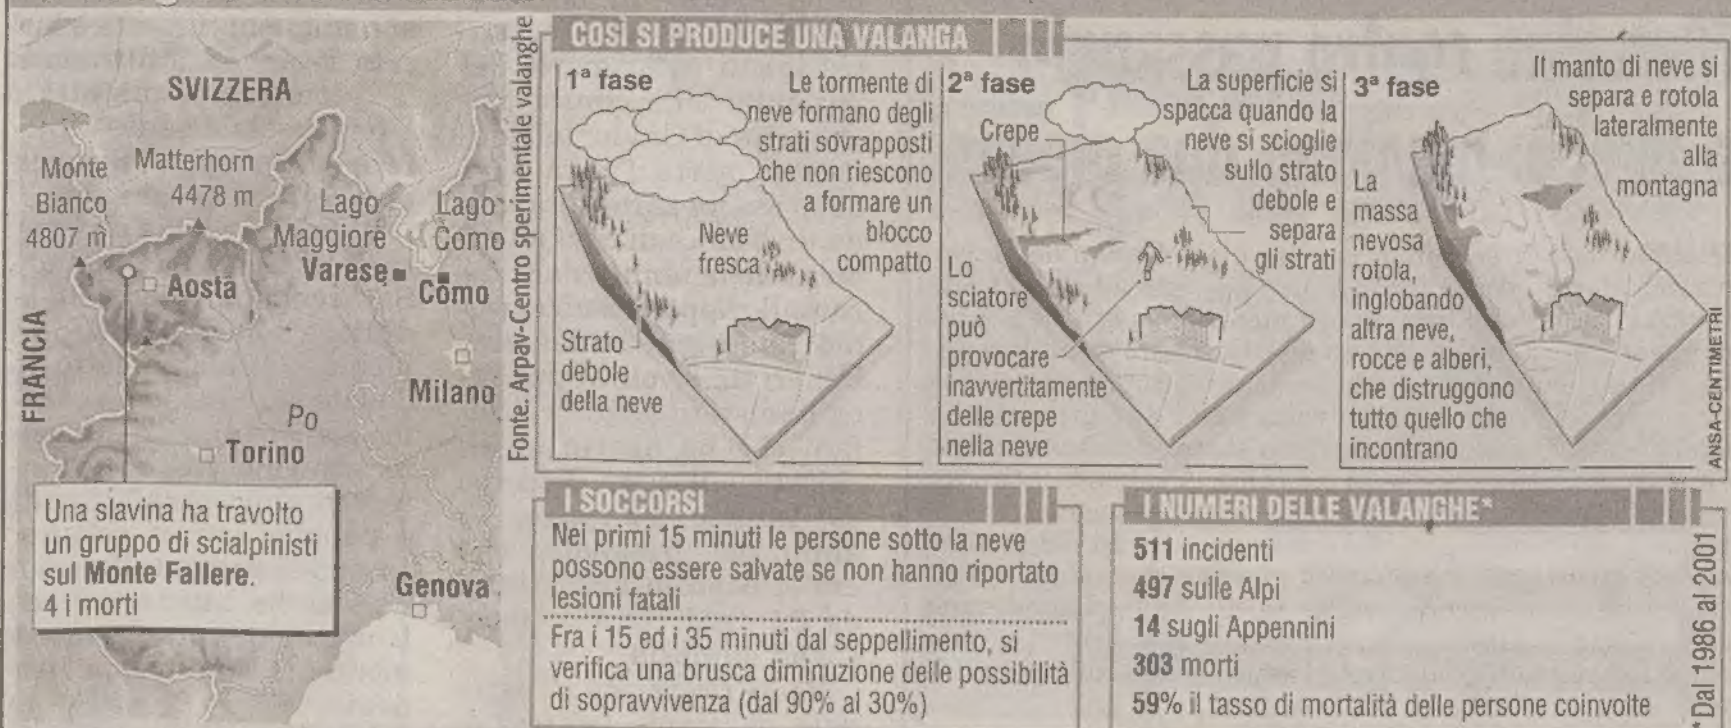 SVIZZERA
Monte
Bianco
4807 m
Matterhorn
4478 m
Lago
Maggiore
Lago
Como
Varese
Como
Aosta
FRANCIA
Milano
Po
Torino
Genova
Una slavina ha travolto
un gruppo di scialpinisti
sul Monte Fallere.
4 i morti
Fonte. Arpav-Centro sperimentale valanghe
COSÌ SI PRODUCE UNA VALANGA
1ª fase
Le tormente di
neve formano degli
strati sovrapposti
che non riescono
a formare un
blocco
compatto
Neve
fresca
Strato
debole
della neve
2ª fase
La superficie si
spacca quando la
neve si scioglie
sullo strato
debole e
separa
gli strati
Crepe
Lo
sciatore
può
provocare
inavvertitamente
delle crepe
nella neve
3ª fase
Il manto di neve si
separa e rotola
lateralmente
alla
montagna
La
massa
nevosa
rotola,
inglobando
altra neve,
rocce e alberi,
che distruggono
tutto quello che
incontrano
ANSA-CENTIMETRI
I SOCCORSI
Nei primi 15 minuti le persone sotto la neve
possono essere salvate se non hanno riportato
lesioni fatali
Fra i 15 ed i 35 minuti dal seppellimento, si
verifica una brusca diminuzione delle possibilità
di sopravvivenza (dal 90% al 30%)
I NUMERI DELLE VALANGHE*
511 incidenti
497 sulle Alpi
14 sugli Appennini
303 morti
59% il tasso di mortalità delle persone coinvolte
*Dal 1986 al 2001